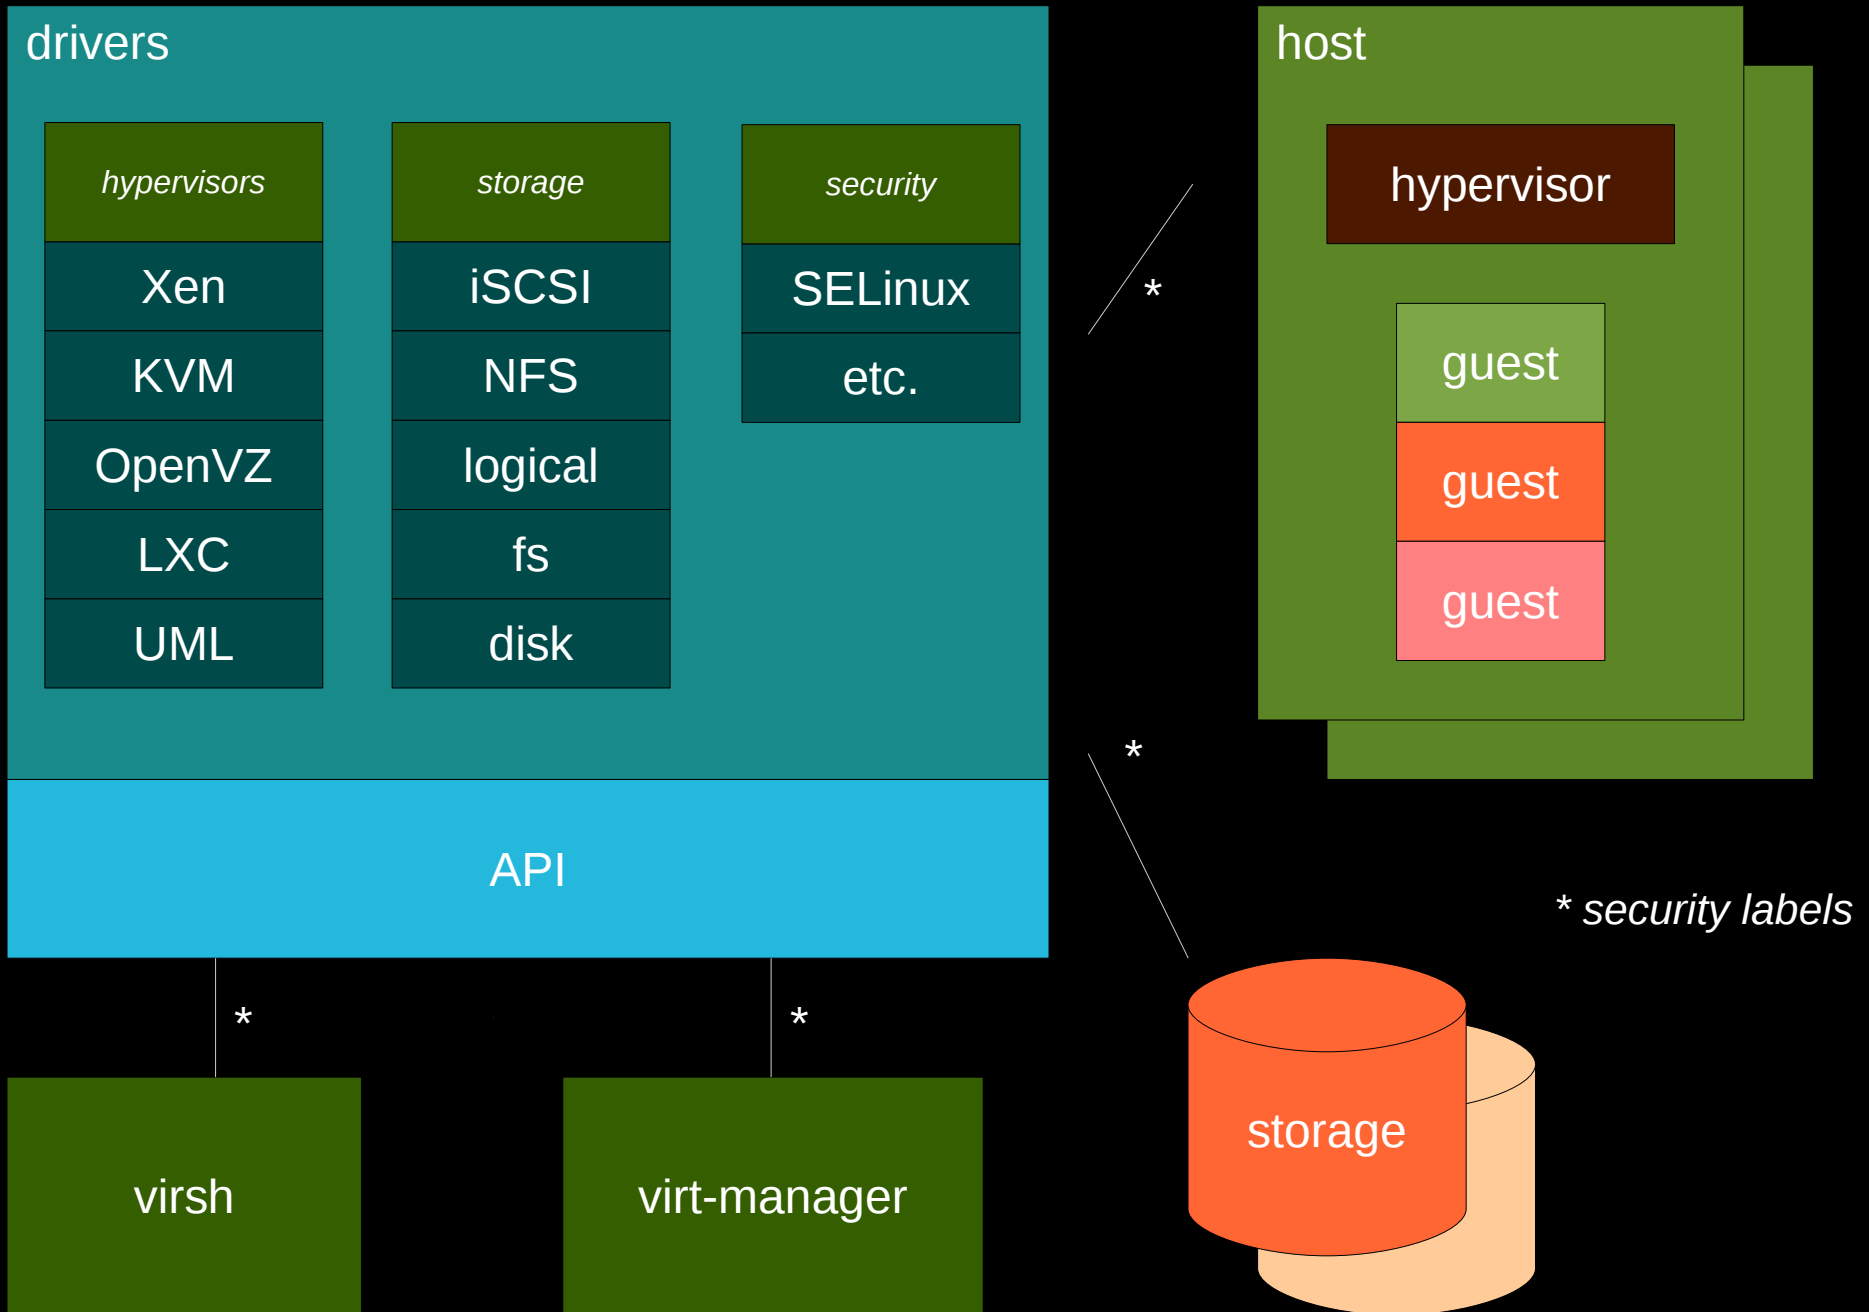 drivers
hypervisors
Xen
KVM
OpenVZ
LXC
UML
storage
iSCSI
NFS
logical
fs
disk
security
SELinux
etc.
API
*
*
virsh
virt-manager
*
*
host
hypervisor
guest
guest
guest
* security labels
storage